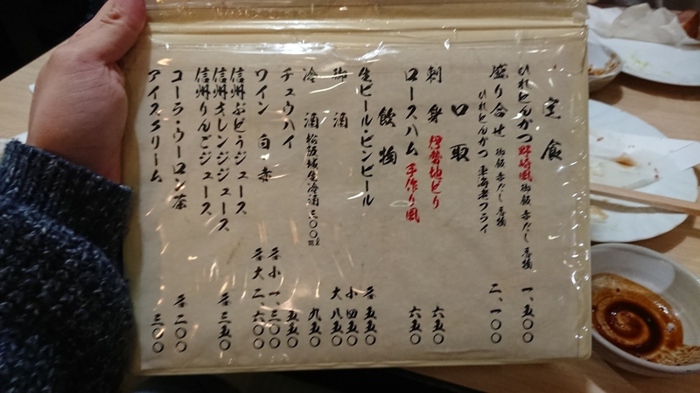 定食
ひれとんかつ 野崎風 御飯 赤だし 香物 一、五〇〇
盛り合せ 御飯 赤だし 香物 二、一〇〇
ひれとんかつ 車海老フライ
口取
刺身 伊勢地どり 六五〇
ロースハム 手作り風 六五〇
飲物
生ビール・ビンビール 各 五五〇
御酒 小 四五〇
大 八五〇
冷酒 松阪城生冷酒 三〇〇㎖ 九五〇
チュウハイ 五五〇
ワイン 白・赤 各小 一、三〇〇
各大 二、六〇〇
信州ぶどうジュース
信州オレンジジュース
信州りんごジュース 各 三五〇
コーラ・ウーロン茶 各 二〇〇
アイスクリーム 三〇〇